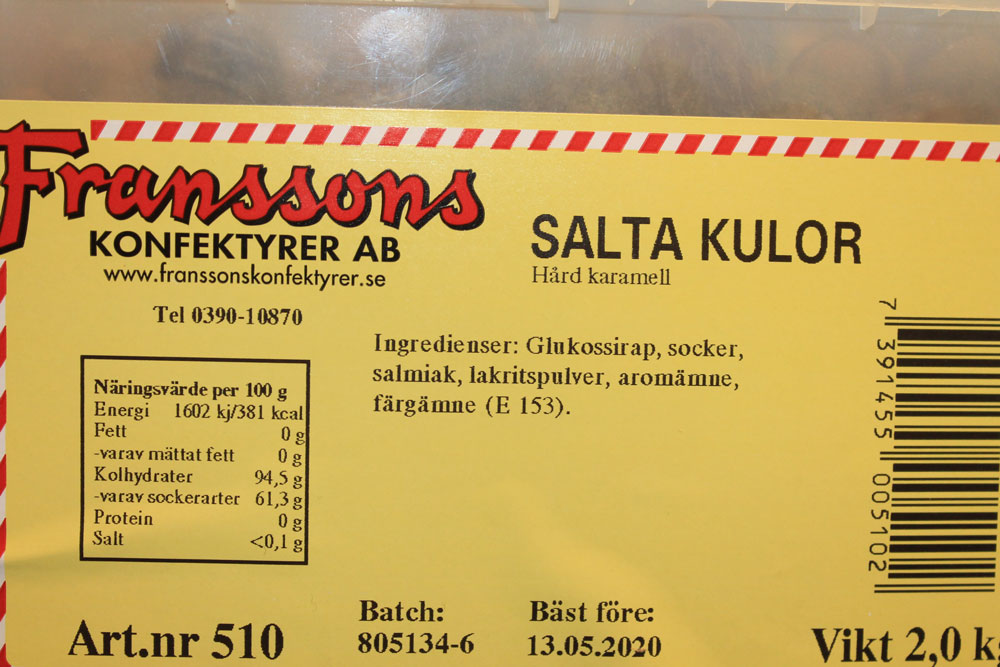 Franssons
KONFEKTYRER AB
www.franssonskonfektyrer.se
Tel 0390-10870
SALTA KULOR
Hård karamell
Ingredienser: Glukossirap, socker,
salmiak, lakritspulver, aromämne,
färgämne (E 153).
Näringsvärde per 100 g
Energi 1602 kj/381 kcal
Fett 0 g
-varav mättat fett 0 g
Kolhydrater 94,5 g
-varav sockerarter 61,3 g
Protein 0 g
Salt <0,1 g
7 391455 005102
Art.nr 510
Batch:
805134-6
Bäst före:
13.05.2020
Vikt 2,0 k